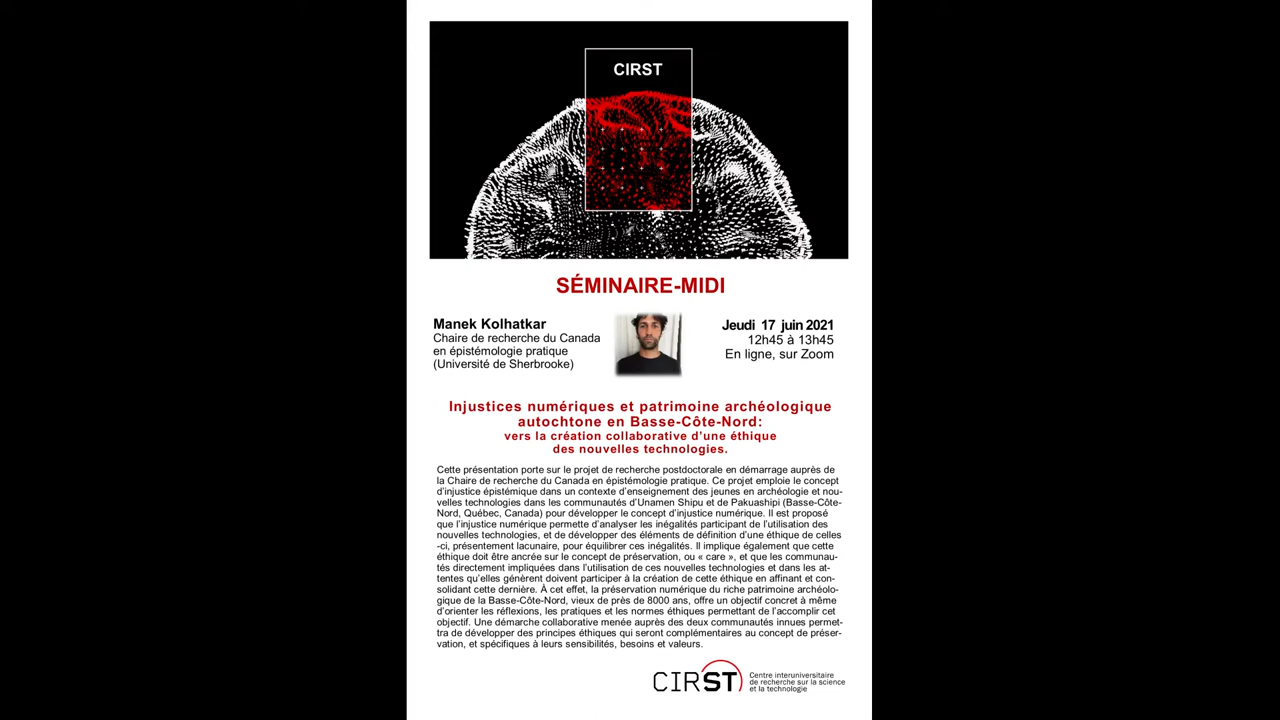 CIRST
SÉMINAIRE-MIDI
Manek Kolhatkar
Chaire de recherche du Canada
en épistémologie pratique
(Université de Sherbrooke)
Jeudi 17 juin 2021
12h45 à 13h45
En ligne, sur Zoom
Injustices numériques et patrimoine archéologique
autochtone en Basse-Côte-Nord:
vers la création collaborative d'une éthique
des nouvelles technologies.
Cette présentation porte sur le projet de recherche postdoctorale en démarrage auprès de
la Chaire de recherche du Canada en épistémologie pratique. Ce projet emploie le concept
d'injustice épistémique dans un contexte d'enseignement des jeunes en archéologie et nou-
velles technologies dans les communautés d'Unamen Shipu et de Pakuashipi (Basse-Côte-
Nord, Québec, Canada) pour développer le concept d'injustice numérique. Il est proposé
que l'injustice numérique permette d'analyser les inégalités participant de l'utilisation des
nouvelles technologies, et de développer des éléments de définition d'une éthique de celles
-ci, présentement lacunaire, pour équilibrer ces inégalités. Il implique également que cette
éthique doit être ancrée sur le concept de préservation, ou « care », et que les communau-
tés directement impliquées dans l'utilisation de ces nouvelles technologies et dans les at-
tentes qu'elles génèrent doivent participer à la création de cette éthique en affinant et con-
solidant cette dernière. À cet effet, la préservation numérique du riche patrimoine archéolo-
gique de la Basse-Côte-Nord, vieux de près de 8000 ans, offre un objectif concret à même
d'orienter les réflexions, les pratiques et les normes éthiques permettant de l'accomplir cet
objectif. Une démarche collaborative menée auprès des deux communautés innues permet-
tra de développer des principes éthiques qui seront complémentaires au concept de préser-
vation, et spécifiques à leurs sensibilités, besoins et valeurs.
CIRST
Centre interuniversitaire
de recherche sur la science
et la technologie